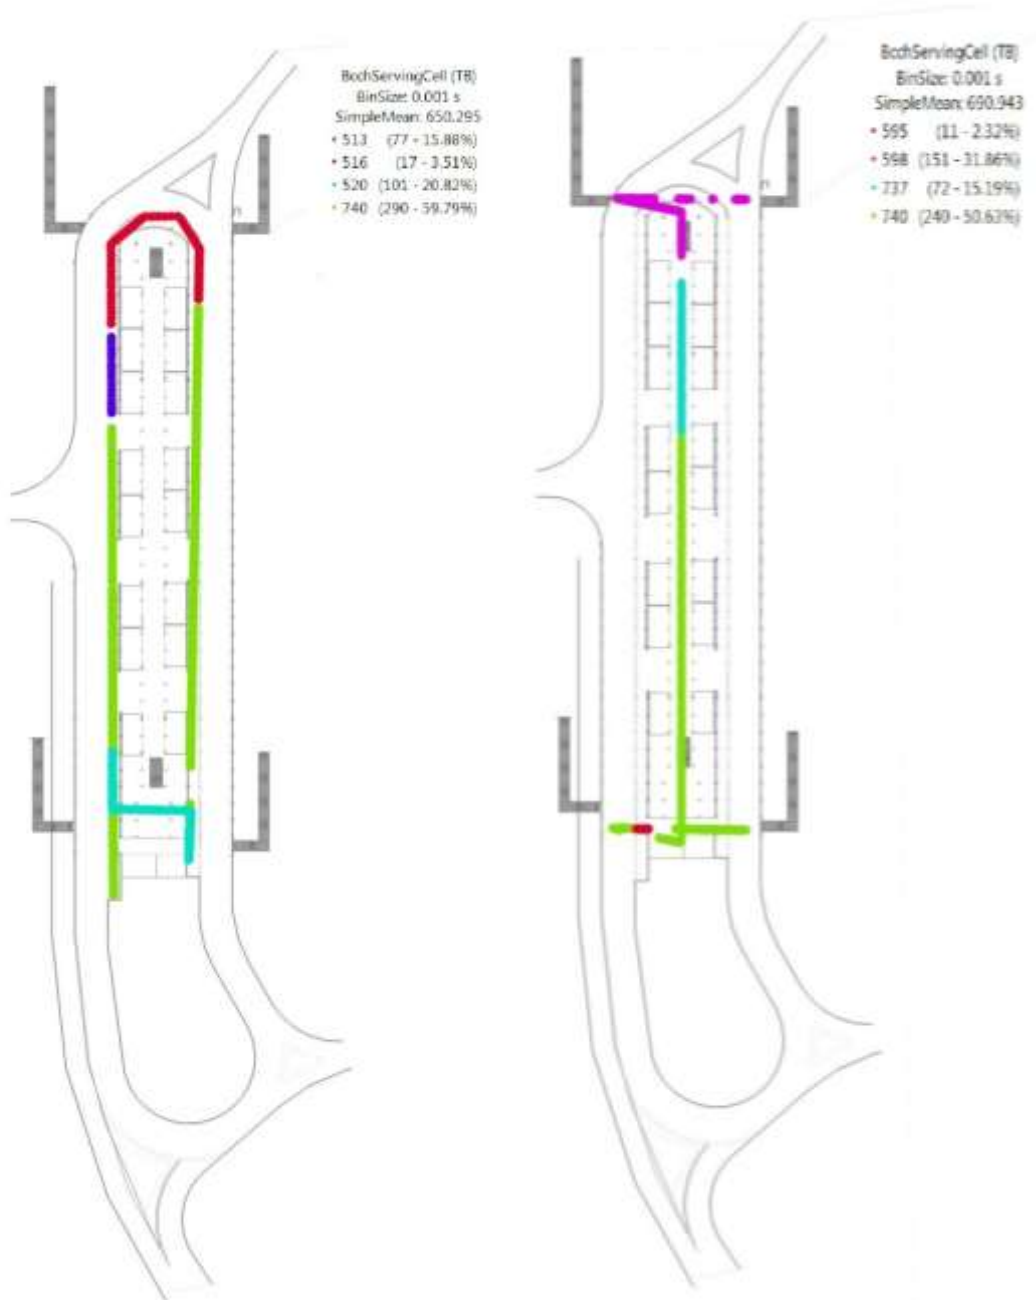 BcchServingCell (TB)
BinSize: 0.001 s
SimpleMean: 650.295
513 (77 - 15.88%)
516 (17 - 3.51%)
520 (101 - 20.82%)
740 (290 - 59.79%)
BcchServingCell (TB)
BinSize: 0.001 s
SimpleMean: 690.943
595 (11 - 2.32%)
598 (151 - 31.86%)
737 (72 - 15.19%)
740 (240 - 50.63%)